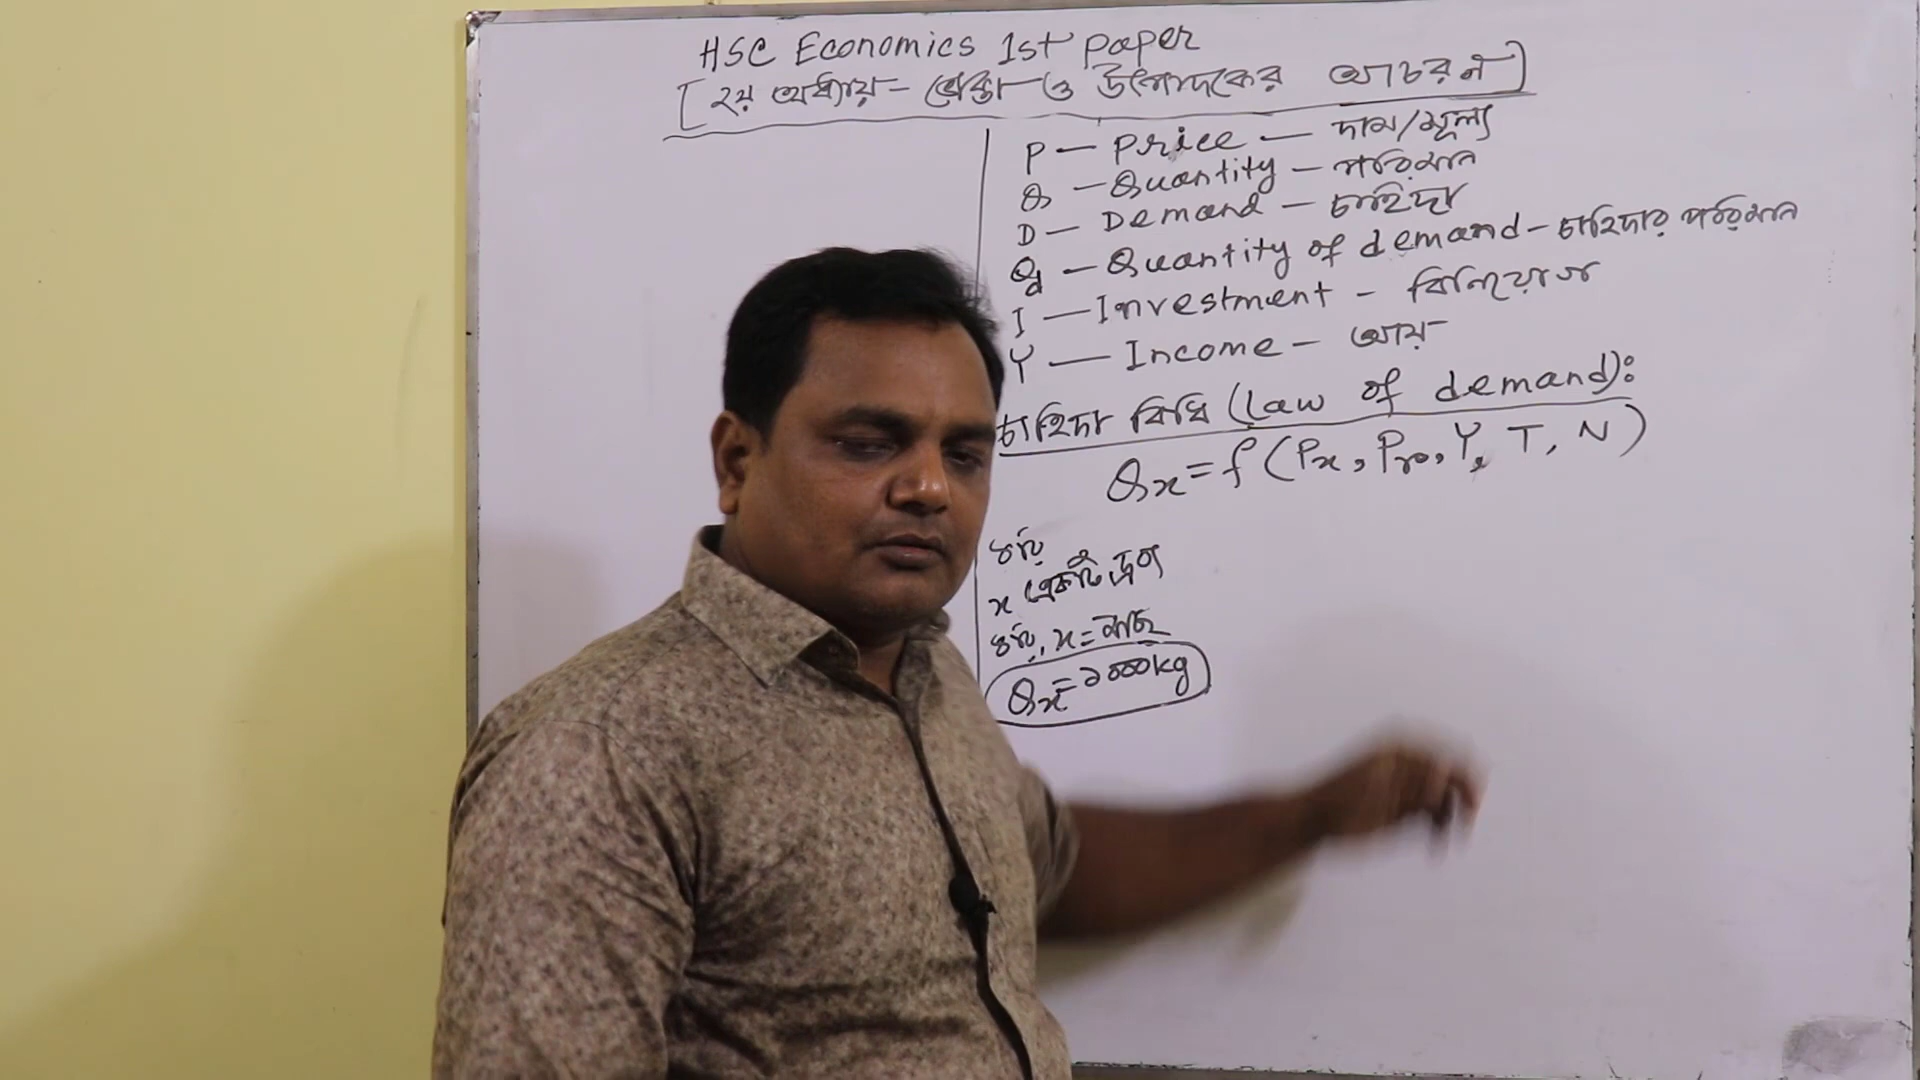 HSC Economics 1st Paper
[২য় অধ্যায় - ভোক্তা ও উৎপাদকের আচরণ]
P — Price — দাম/মূল্য
Q — Quantity — পরিমান
D — Demand — চাহিদা
Qd — Quantity of demand - চাহিদার পরিমান
I — Investment - বিনিয়োগ
Y — Income - আয়
চাহিদা বিধি (Law of demand):
Qx = f (Px, Pro, Y, T, N)
ধরি
x একটি দ্রব্য
ধরি, x = মাছ
Qx = ১০০০kg